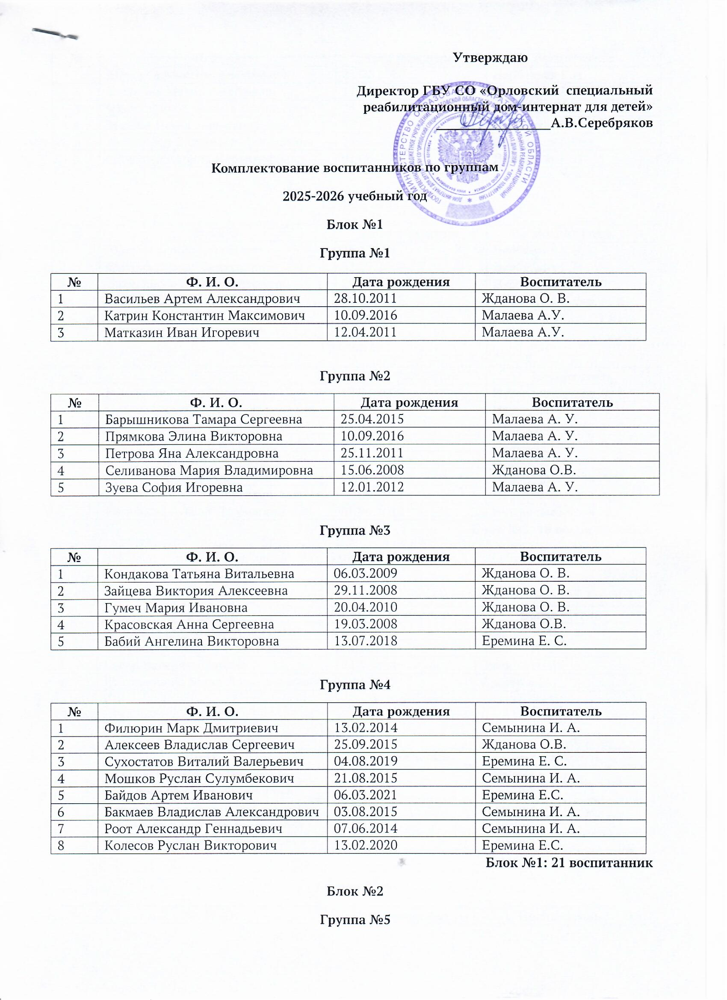 Утверждаю
Директор ГБУ СО «Орловский специальный
реабилитационный дом-интернат для детей»
А.В.Серебряков
МИНИСТЕРСТВО ОБРАЗОВАНИЯ САРАТОВСКОЙ ОБЛАСТИ
Комплектование воспитанников по группам
2025-2026 учебный год
Блок №1
Группа №1
№ Ф. И. О. Дата рождения Воспитатель
1 Васильев Артем Александрович 28.10.2011 Жданова О. В.
2 Катрин Константин Максимович 10.09.2016 Малаева А.У.
3 Матказин Иван Игоревич 12.04.2011 Малаева А.У.
Группа №2
№ Ф. И. О. Дата рождения Воспитатель
1 Барышникова Тамара Сергеевна 25.04.2015 Малаева А. У.
2 Прямкова Элина Викторовна 10.09.2016 Малаева А. У.
3 Петрова Яна Александровна 25.11.2011 Малаева А. У.
4 Селиванова Мария Владимировна 15.06.2008 Жданова О.В.
5 Зуева София Игоревна 12.01.2012 Малаева А. У.
Группа №3
№ Ф. И. О. Дата рождения Воспитатель
1 Кондакова Татьяна Витальевна 06.03.2009 Жданова О. В.
2 Зайцева Виктория Алексеевна 29.11.2008 Жданова О. В.
3 Гумеч Мария Ивановна 20.04.2010 Жданова О. В.
4 Красовская Анна Сергеевна 19.03.2008 Жданова О.В.
5 Бабий Ангелина Викторовна 13.07.2018 Еремина Е. С.
Группа №4
№ Ф. И. О. Дата рождения Воспитатель
1 Филюрин Марк Дмитриевич 13.02.2014 Семынина И. А.
2 Алексеев Владислав Сергеевич 25.09.2015 Жданова О.В.
3 Сухостатов Виталий Валерьевич 04.08.2019 Еремина Е. С.
4 Мошков Руслан Сулумбекович 21.08.2015 Семынина И. А.
5 Байдов Артем Иванович 06.03.2021 Еремина Е.С.
6 Бакмаев Владислав Александрович 03.08.2015 Семынина И. А.
7 Роот Александр Геннадьевич 07.06.2014 Семынина И. А.
8 Колесов Руслан Викторович 13.02.2020 Еремина Е.С.
Блок №1: 21 воспитанник
Блок №2
Группа №5